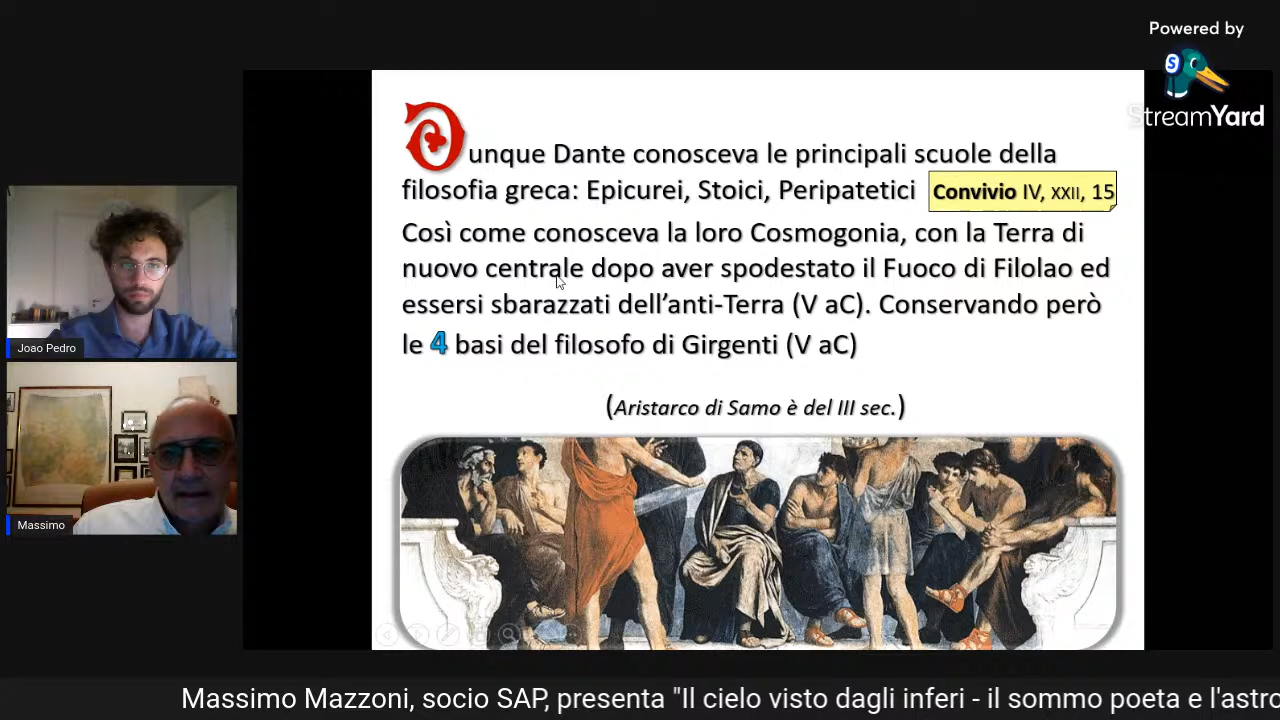 Powered by
StreamYard
Dunque Dante conosceva le principali scuole della
filosofia greca: Epicurei, Stoici, Peripatetici Convivio IV, XXII, 15
Così come conosceva la loro Cosmogonia, con la Terra di
nuovo centrale dopo aver spodestato il Fuoco di Filolao ed
essersi sbarazzati dell’anti-Terra (V aC). Conservando però
le 4 basi del filosofo di Girgenti (V aC)
(Aristarco di Samo è del III sec.)
Joao Pedro
Massimo
Massimo Mazzoni, socio SAP, presenta "Il cielo visto dagli inferi - il sommo poeta e l'astro